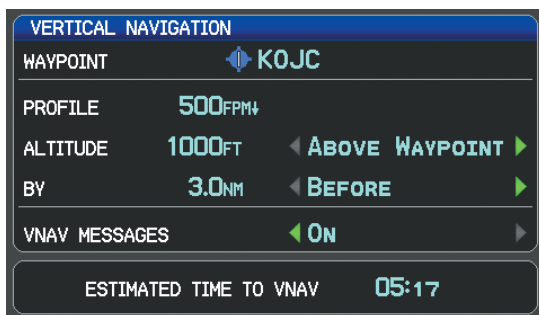 VERTICAL NAVIGATION
WAYPOINT KOJC
PROFILE 500FPM↓
ALTITUDE 1000FT ABOVE WAYPOINT
BY 3.0NM BEFORE
VNAV MESSAGES ON
ESTIMATED TIME TO VNAV 05:17